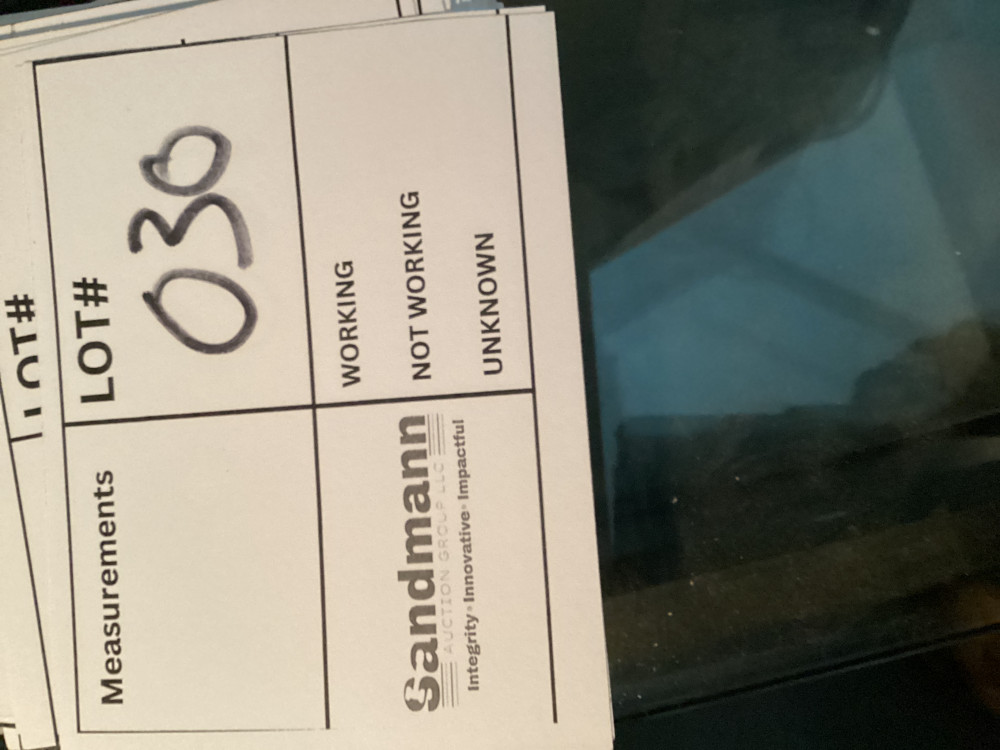 LOT#
Measurements
LOT#
030
WORKING
NOT WORKING
UNKNOWN
Sandmann
AUCTION GROUP LLC
Integrity • Innovative • Impactful